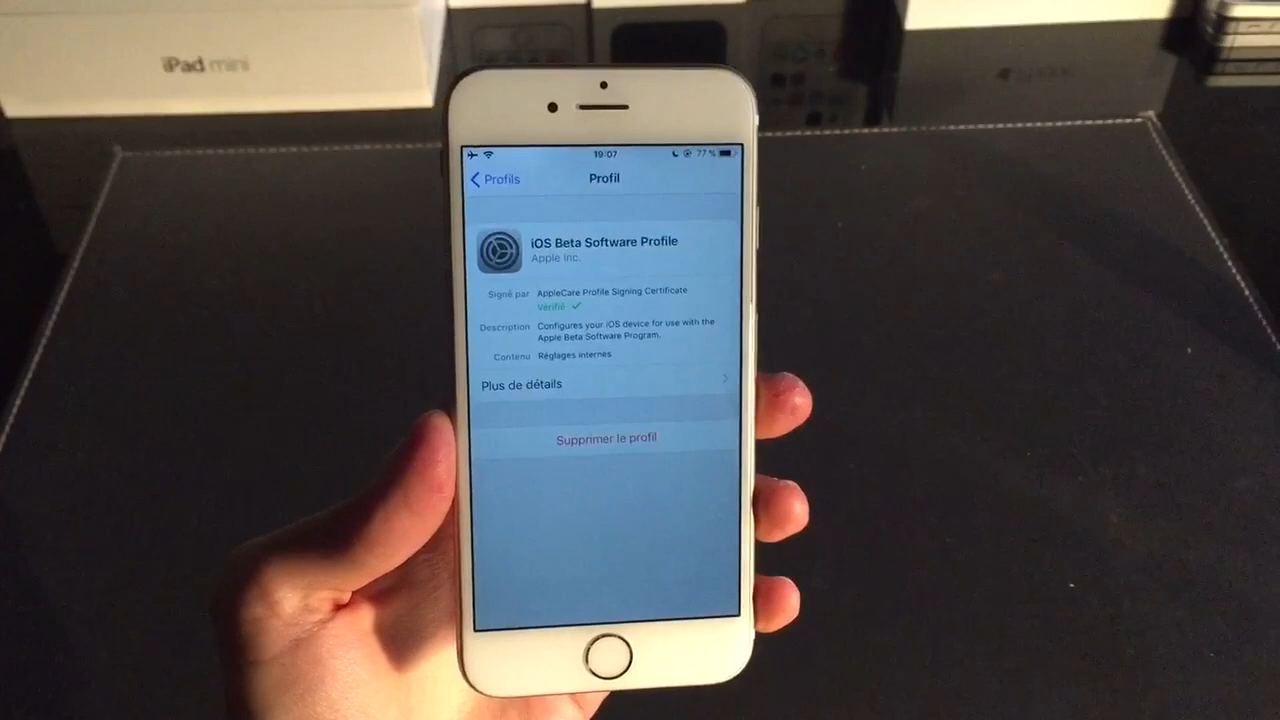 iPad mini
19:07
77 %
Profils
Profil
iOS Beta Software Profile
Apple Inc.
Signé par AppleCare Profile Signing Certificate
Vérifié
Description Configures your iOS device for use with the
Apple Beta Software Program.
Contenu Réglages internes
Plus de détails
Supprimer le profil